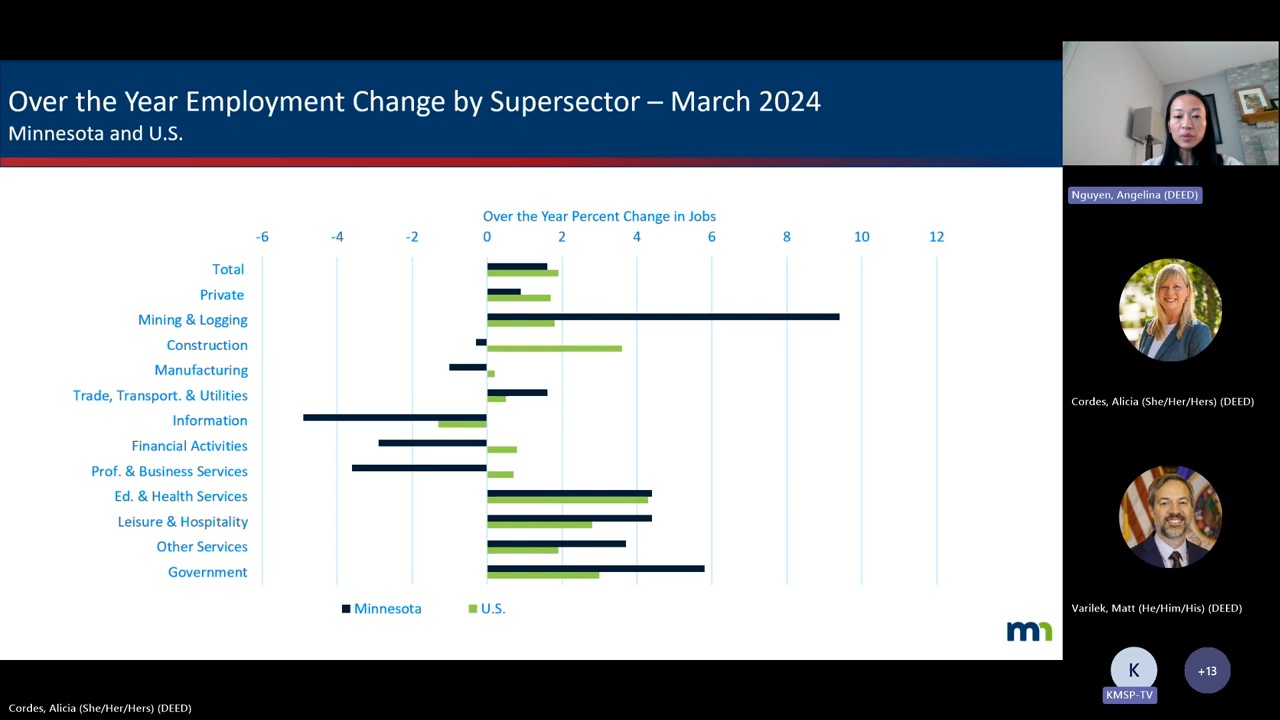 Over the Year Employment Change by Supersector – March 2024
Minnesota and U.S.
Over the Year Percent Change in Jobs
-6 -4 -2 0 2 4 6 8 10 12
Total
Private
Mining & Logging
Construction
Manufacturing
Trade, Transport. & Utilities
Information
Financial Activities
Prof. & Business Services
Ed. & Health Services
Leisure & Hospitality
Other Services
Government
Minnesota U.S.
mn
Nguyen, Angelina (DEED)
Cordes, Alicia (She/Her/Hers) (DEED)
Varilek, Matt (He/Him/His) (DEED)
K +13
KMSP-TV
Cordes, Alicia (She/Her/Hers) (DEED)